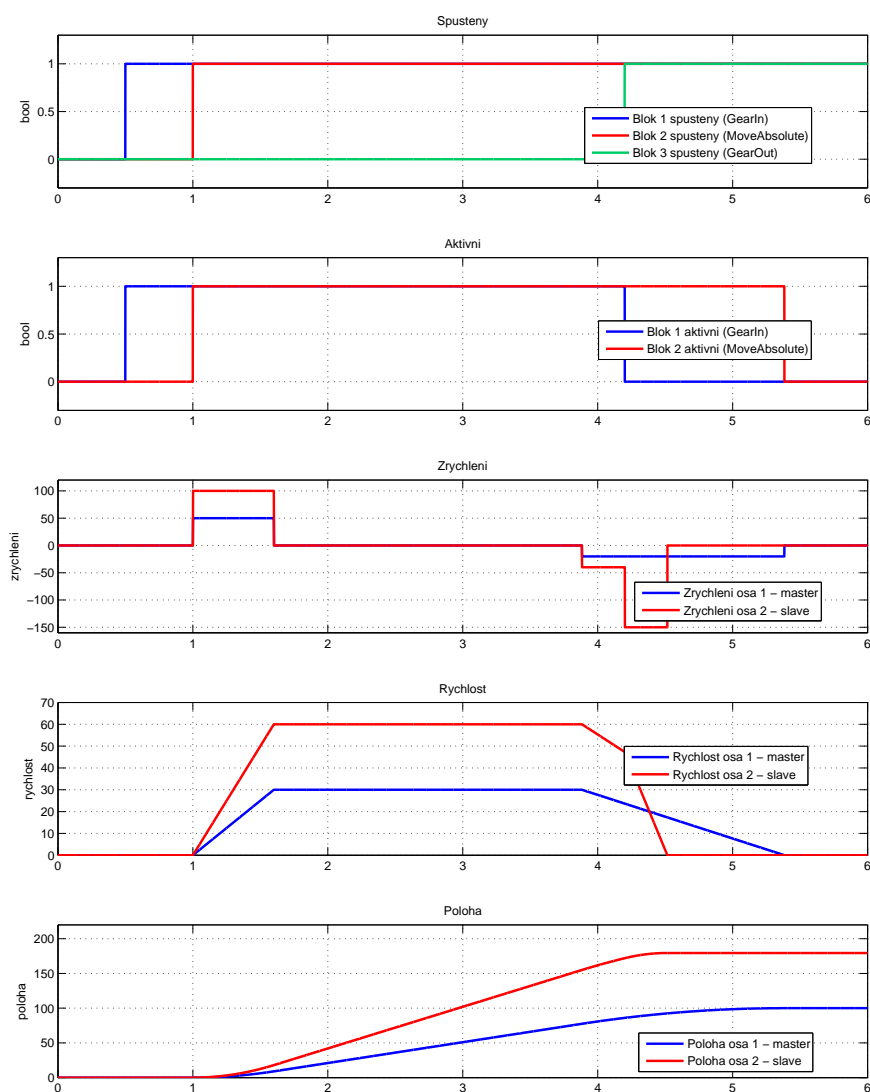 Spusteny
bool
1
0.5
0
Blok 1 spusteny (GearIn)
Blok 2 spusteny (MoveAbsolute)
Blok 3 spusteny (GearOut)
0 1 2 3 4 5 6
Aktivni
bool
1
0.5
0
Blok 1 aktivni (GearIn)
Blok 2 aktivni (MoveAbsolute)
0 1 2 3 4 5 6
Zrychleni
zrychleni
100
50
0
−50
−100
−150
Zrychleni osa 1 − master
Zrychleni osa 2 − slave
0 1 2 3 4 5 6
Rychlost
rychlost
70
60
50
40
30
20
10
0
Rychlost osa 1 − master
Rychlost osa 2 − slave
0 1 2 3 4 5 6
Poloha
poloha
200
150
100
50
0
Poloha osa 1 − master
Poloha osa 2 − slave
0 1 2 3 4 5 6